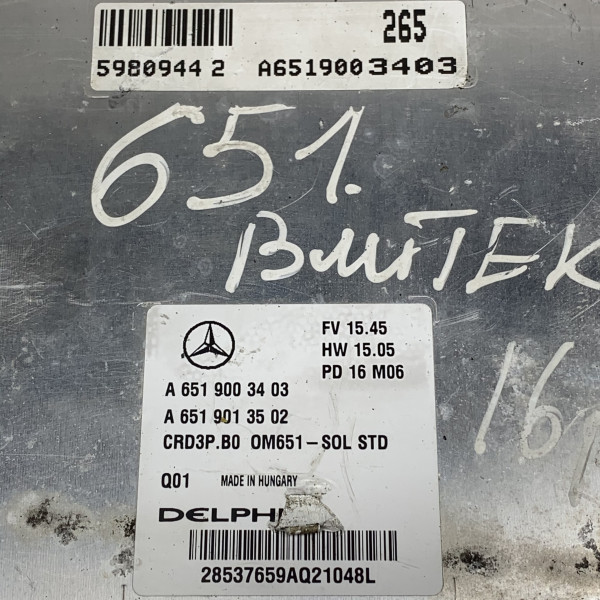 265
5980944 2 A6519003403
651.
ВМТЕК
FV 15.45
HW 15.05
PD 16 M06
A 651 900 34 03
A 651 901 35 02
CRD3P.B0 OM651-SOL STD
Q01 MADE IN HUNGARY
DELPHI
28537659AQ21048L